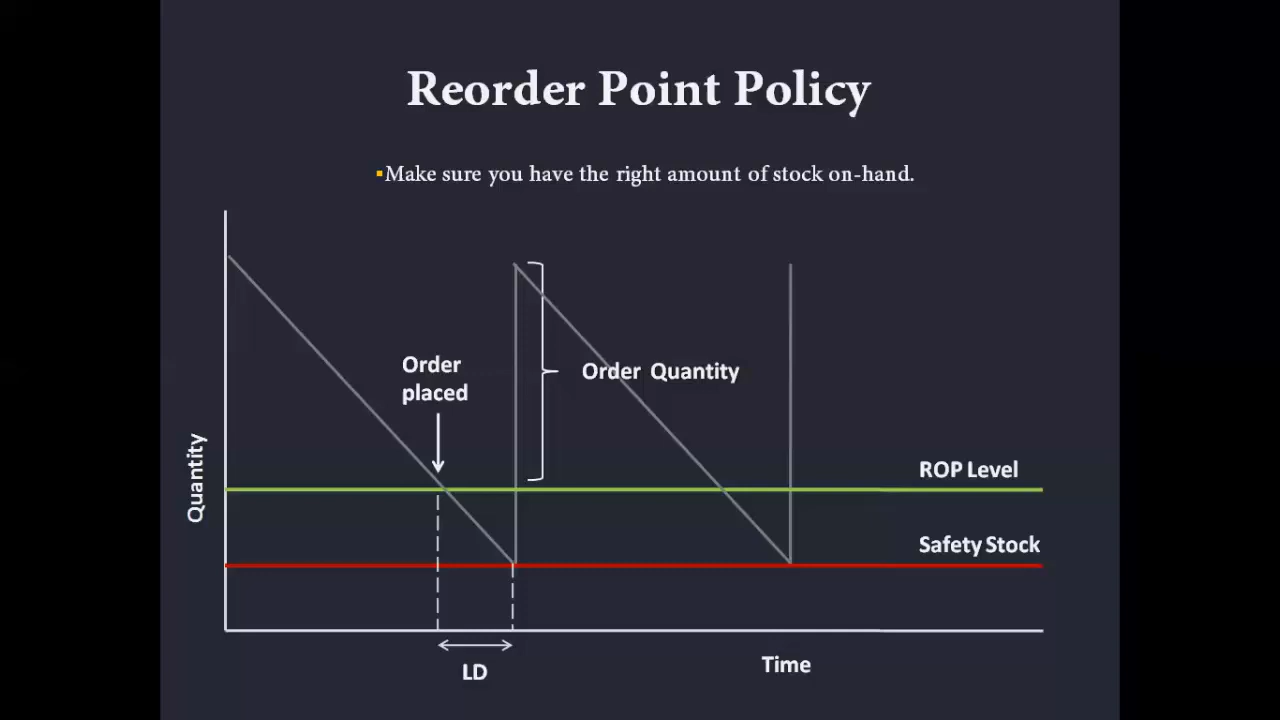 Reorder Point Policy
▪Make sure you have the right amount of stock on-hand.
Order
placed
Order Quantity
Quantity
ROP Level
Safety Stock
LD
Time